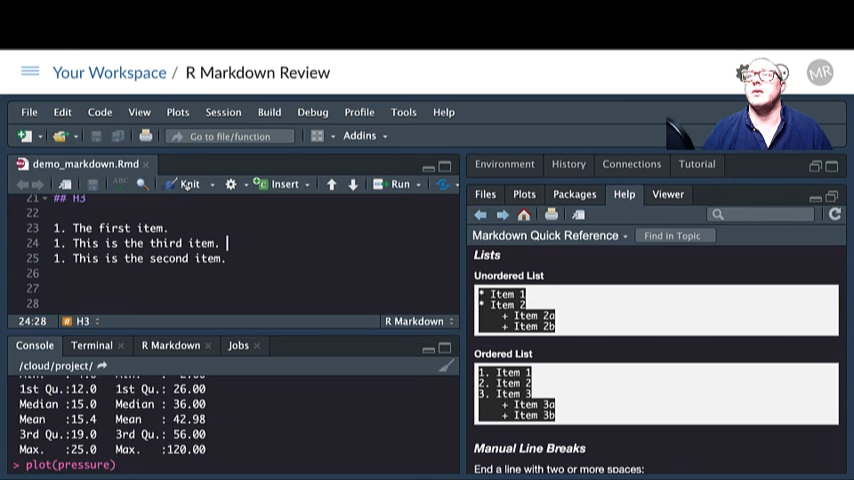 Your Workspace / R Markdown Review
MR
File Edit Code View Plots Session Build Debug Profile Tools Help
Go to file/function Addins
demo_markdown.Rmd
Knit Insert Run
21 ## H3
22
23 1. The first item.
24 1. This is the third item.
25 1. This is the second item.
26
27
28
24:28 # H3 R Markdown
Console Terminal R Markdown Jobs
/cloud/project/
1st Qu.:12.0 1st Qu.: 26.00
Median :15.0 Median : 36.00
Mean :15.4 Mean : 42.98
3rd Qu.:19.0 3rd Qu.: 56.00
Max. :25.0 Max. :120.00
> plot(pressure)
Environment History Connections Tutorial
Files Plots Packages Help Viewer
Markdown Quick Reference Find in Topic
Lists
Unordered List
* Item 1
* Item 2
+ Item 2a
+ Item 2b
Ordered List
1. Item 1
2. Item 2
3. Item 3
+ Item 3a
+ Item 3b
Manual Line Breaks
End a line with two or more spaces: